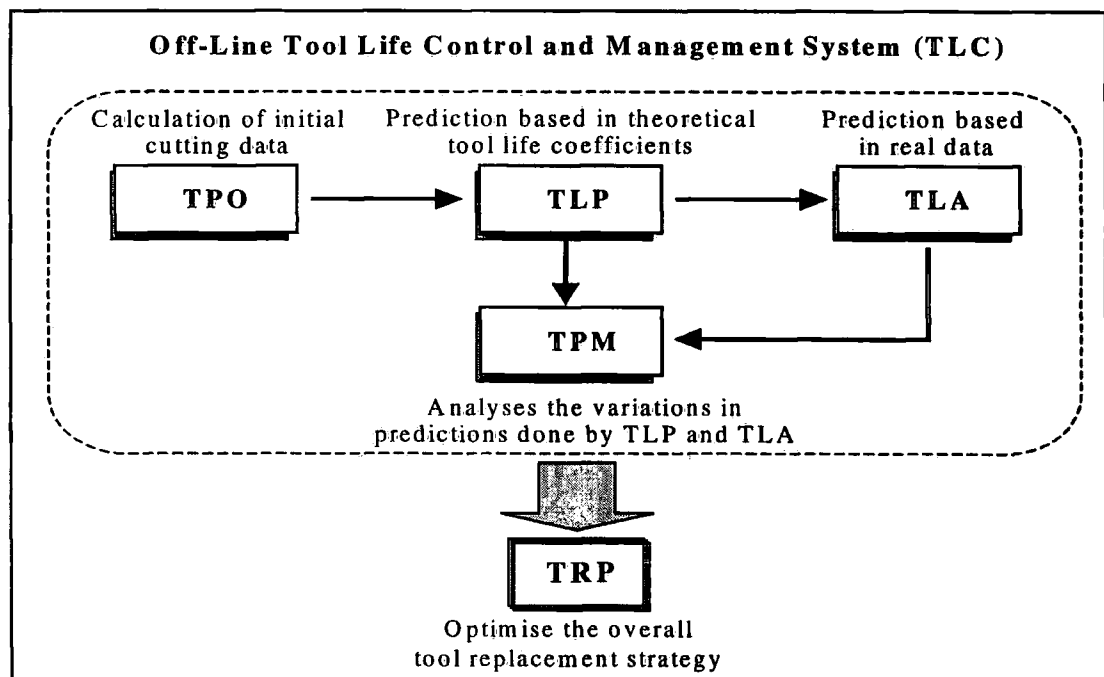 Off-Line Tool Life Control and Management System (TLC)
Calculation of initial
cutting data
Prediction based in theoretical
tool life coefficients
Prediction based
in real data
TPO
TLP
TLA
TPM
Analyses the variations in
predictions done by TLP and TLA
TRP
Optimise the overall
tool replacement strategy